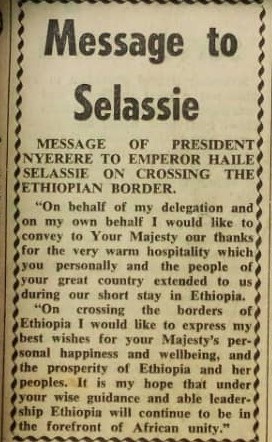 Message to
Selassie
MESSAGE OF PRESIDENT
NYERERE TO EMPEROR HAILE
SELASSIE ON CROSSING THE
ETHIOPIAN BORDER.
"On behalf of my delegation and
on my own behalf I would like to
convey to Your Majesty our thanks
for the very warm hospitality which
you personally and the people of
your great country extended to us
during our short stay in Ethiopia.
"On crossing the borders of
Ethiopia I would like to express my
best wishes for your Majesty's per-
sonal happiness and wellbeing, and
the prosperity of Ethiopia and her
peoples. It is my hope that under
your wise guidance and able leader-
ship Ethiopia will continue to be in
the forefront of African unity."